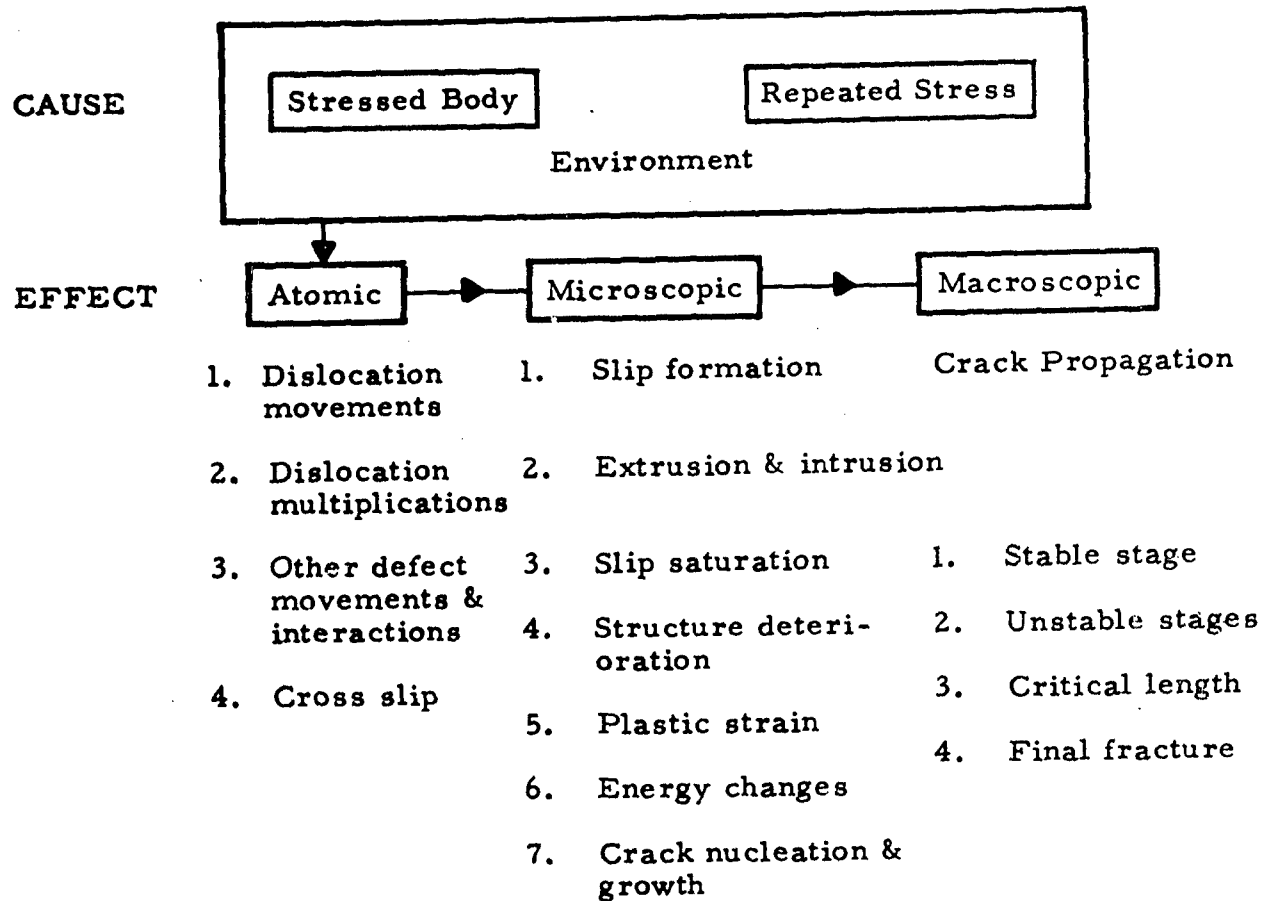 CAUSE
Stressed Body
Repeated Stress
Environment
EFFECT
Atomic
Microscopic
Macroscopic
1. Dislocation
movements
2. Dislocation
multiplications
3. Other defect
movements &
interactions
4. Cross slip
1. Slip formation
2. Extrusion & intrusion
3. Slip saturation
4. Structure deteri-
oration
5. Plastic strain
6. Energy changes
7. Crack nucleation &
growth
Crack Propagation
1. Stable stage
2. Unstable stages
3. Critical length
4. Final fracture